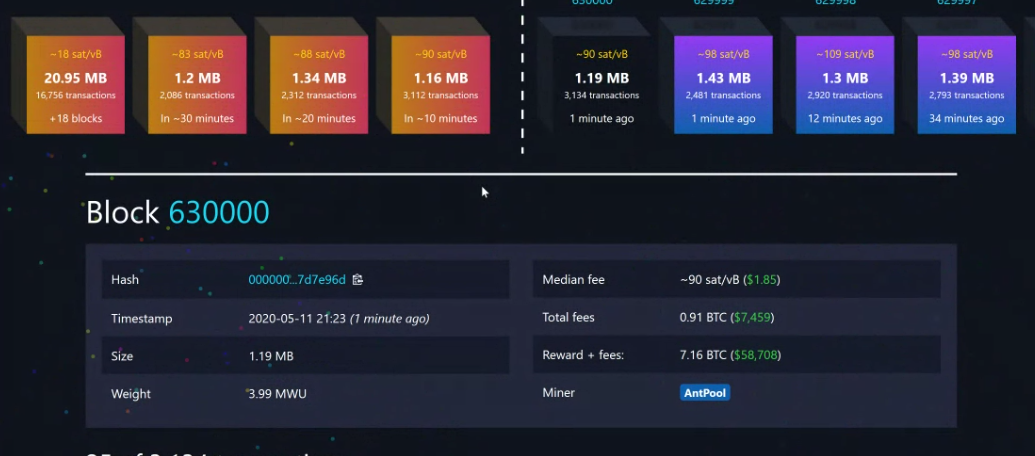 630000 629999 629998 629997
~18 sat/vB ~83 sat/vB ~88 sat/vB ~90 sat/vB ~90 sat/vB ~98 sat/vB ~109 sat/vB ~98 sat/vB
20.95 MB 1.2 MB 1.34 MB 1.16 MB 1.19 MB 1.43 MB 1.3 MB 1.39 MB
16,756 transactions 2,086 transactions 2,312 transactions 3,112 transactions 3,134 transactions 2,481 transactions 2,920 transactions 2,793 transactions
+18 blocks In ~30 minutes In ~20 minutes In ~10 minutes 1 minute ago 1 minute ago 12 minutes ago 34 minutes ago
Block 630000
Hash 000000...7d7e96d Median fee ~90 sat/vB ($1.85)
Timestamp 2020-05-11 21:23 (1 minute ago) Total fees 0.91 BTC ($7,459)
Size 1.19 MB Reward + fees: 7.16 BTC ($58,708)
Weight 3.99 MWU Miner AntPool